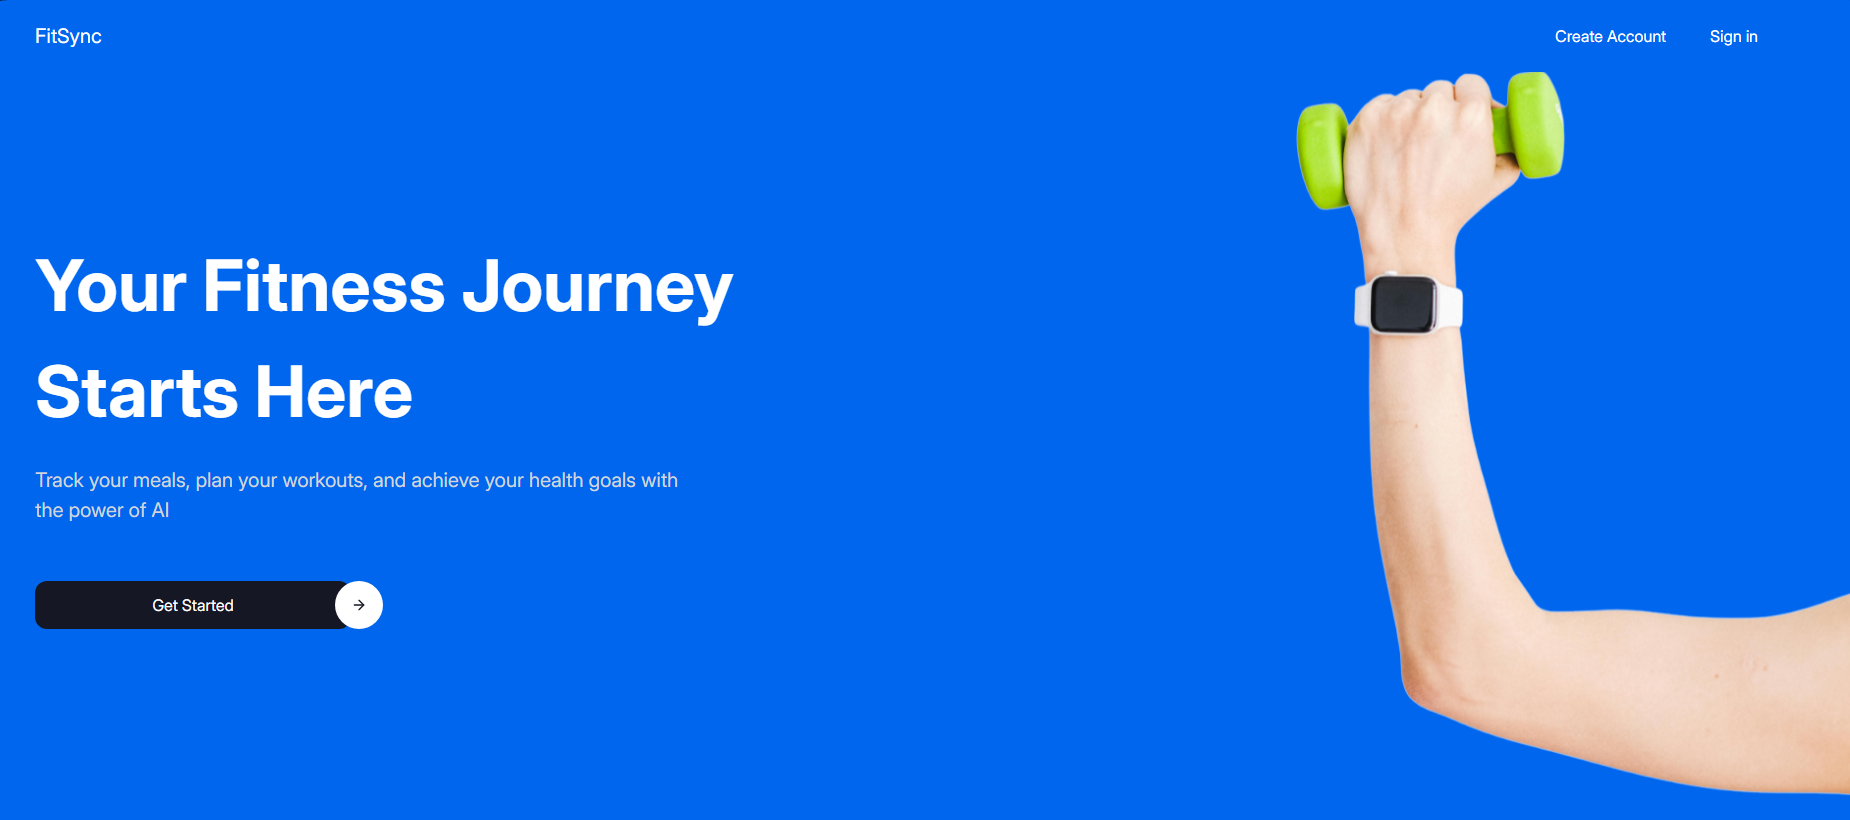 FitSync
Create Account
Sign in
Your Fitness Journey
Starts Here
Track your meals, plan your workouts, and achieve your health goals with
the power of AI
Get Started